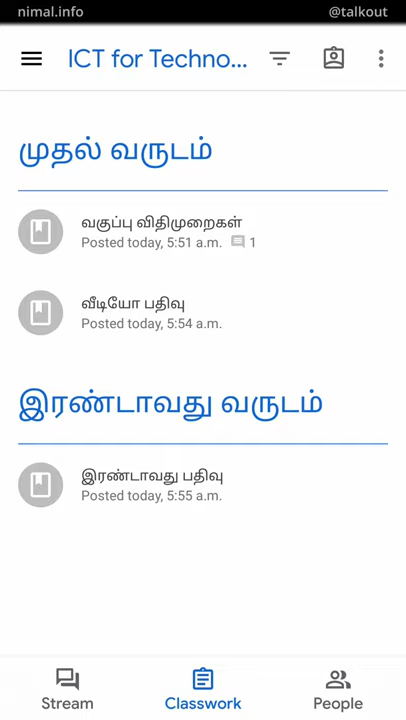 nimal.info @talkout
ICT for Techno...
முதல் வருடம்
வகுப்பு விதிமுறைகள்
Posted today, 5:51 a.m. 1
வீடியோ பதிவு
Posted today, 5:54 a.m.
இரண்டாவது வருடம்
இரண்டாவது பதிவு
Posted today, 5:55 a.m.
Stream Classwork People